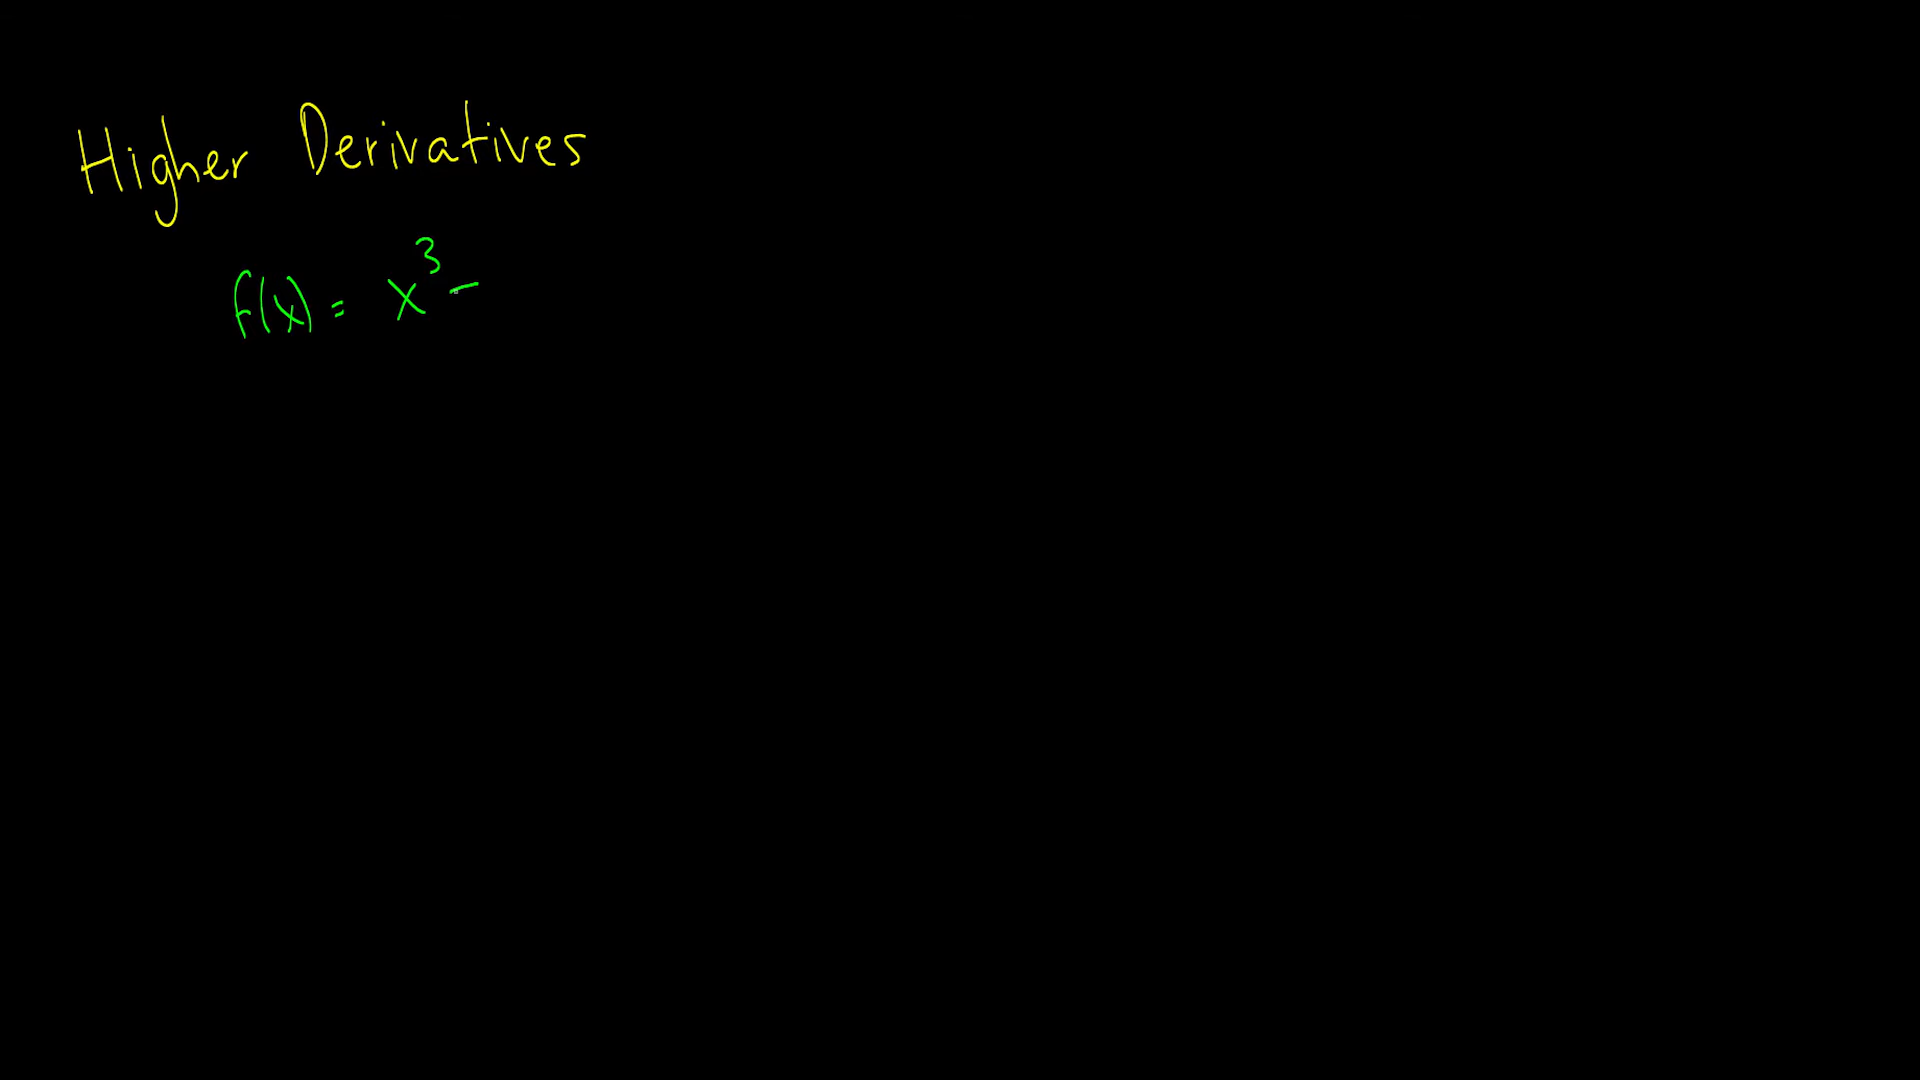 Higher Derivatives
f(x) = x³ −